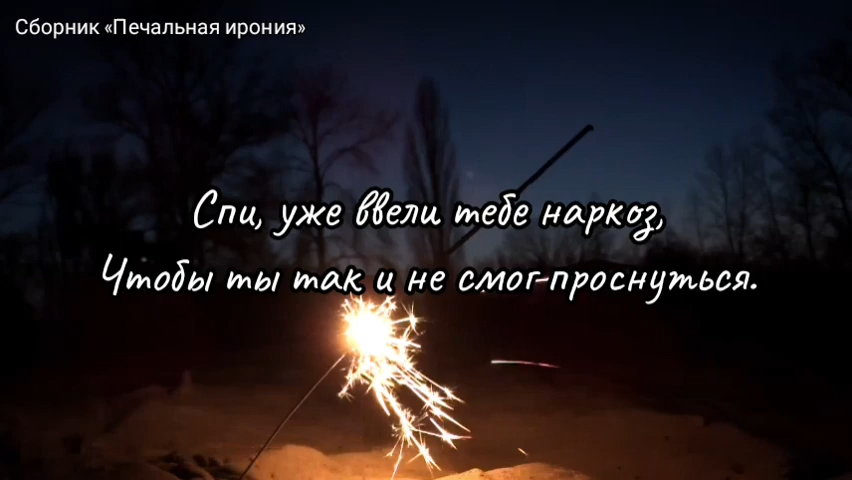 Сборник «Печальная ирония»
Спи, уже ввели тебе наркоз,
Чтобы ты так и не смог проснуться.